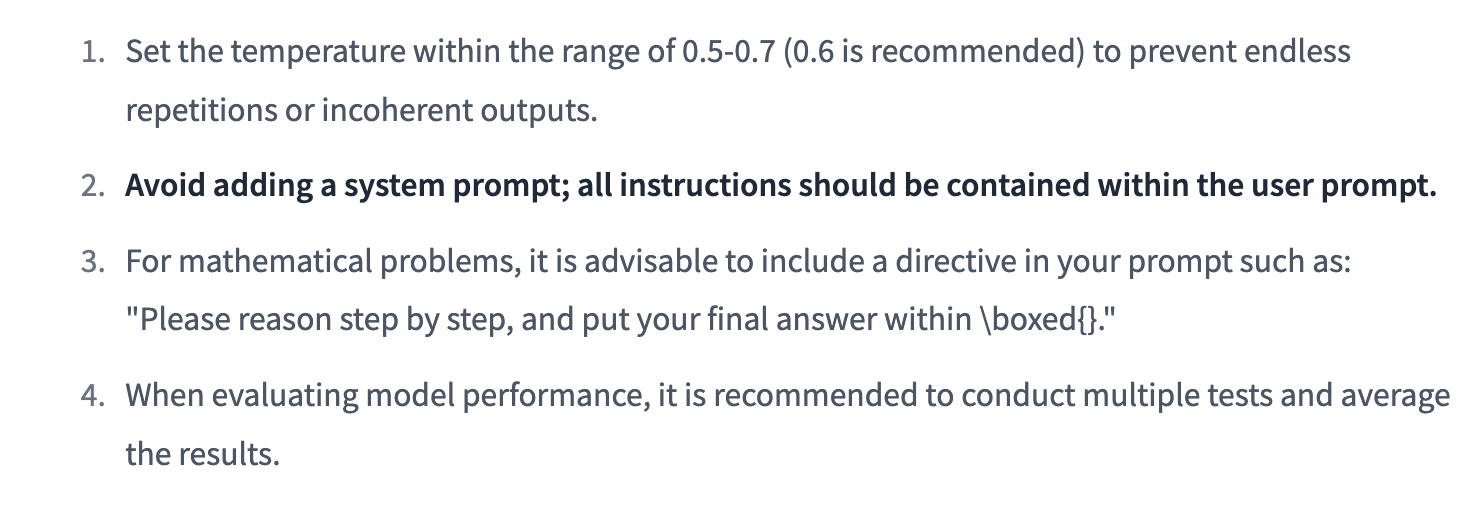 1. Set the temperature within the range of 0.5-0.7 (0.6 is recommended) to prevent endless
repetitions or incoherent outputs.
2. Avoid adding a system prompt; all instructions should be contained within the user prompt.
3. For mathematical problems, it is advisable to include a directive in your prompt such as:
"Please reason step by step, and put your final answer within \boxed{}."
4. When evaluating model performance, it is recommended to conduct multiple tests and average
the results.